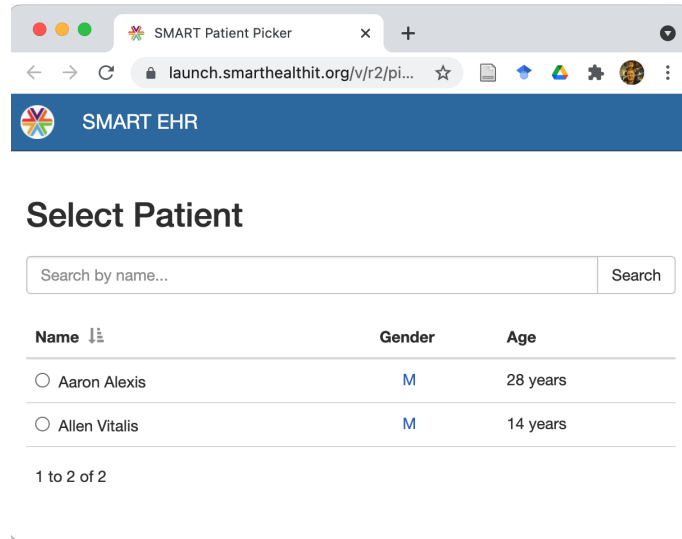 SMART Patient Picker
launch.smarthealthit.org/v/r2/pi...
SMART EHR
Select Patient
Search by name... Search
Name Gender Age
Aaron Alexis M 28 years
Allen Vitalis M 14 years
1 to 2 of 2